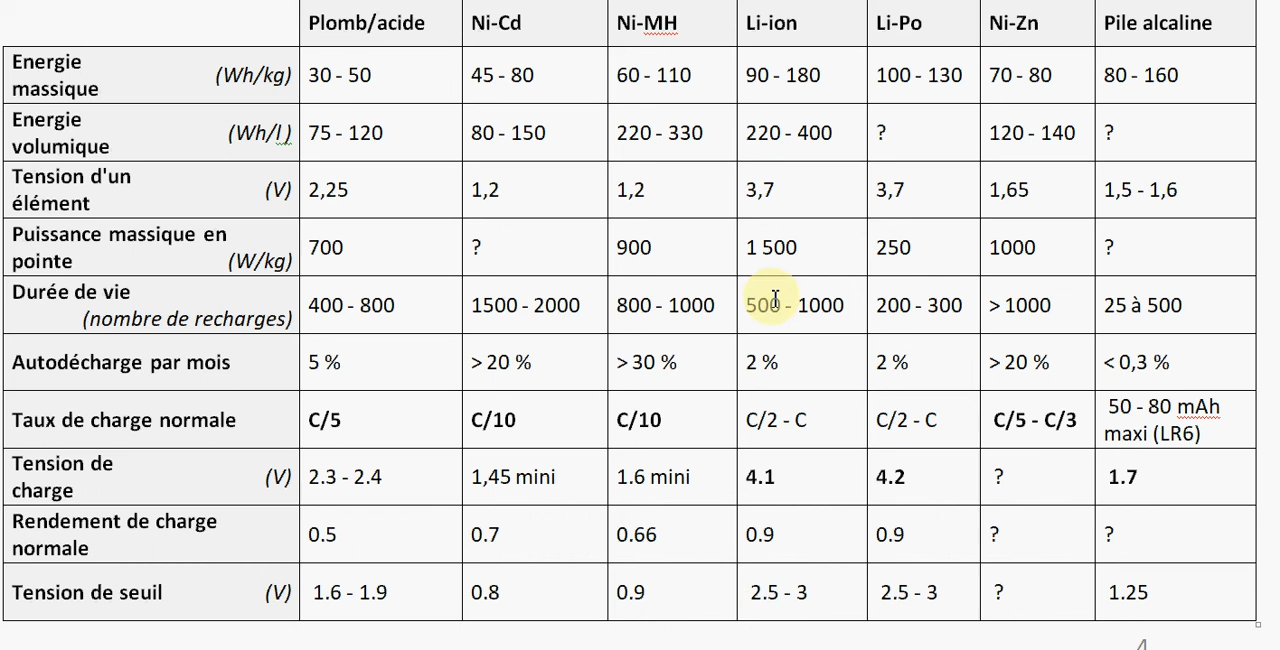 Plomb/acide Ni-Cd Ni-MH Li-ion Li-Po Ni-Zn Pile alcaline
Energie massique (Wh/kg) 30 - 50 45 - 80 60 - 110 90 - 180 100 - 130 70 - 80 80 - 160
Energie volumique (Wh/l) 75 - 120 80 - 150 220 - 330 220 - 400 ? 120 - 140 ?
Tension d'un élément (V) 2,25 1,2 1,2 3,7 3,7 1,65 1,5 - 1,6
Puissance massique en pointe (W/kg) 700 ? 900 1 500 250 1000 ?
Durée de vie (nombre de recharges) 400 - 800 1500 - 2000 800 - 1000 500 - 1000 200 - 300 > 1000 25 à 500
Autodécharge par mois 5 % > 20 % > 30 % 2 % 2 % > 20 % < 0,3 %
Taux de charge normale C/5 C/10 C/10 C/2 - C C/2 - C C/5 - C/3 50 - 80 mAh maxi (LR6)
Tension de charge (V) 2.3 - 2.4 1,45 mini 1.6 mini 4.1 4.2 ? 1.7
Rendement de charge normale 0.5 0.7 0.66 0.9 0.9 ? ?
Tension de seuil (V) 1.6 - 1.9 0.8 0.9 2.5 - 3 2.5 - 3 ? 1.25